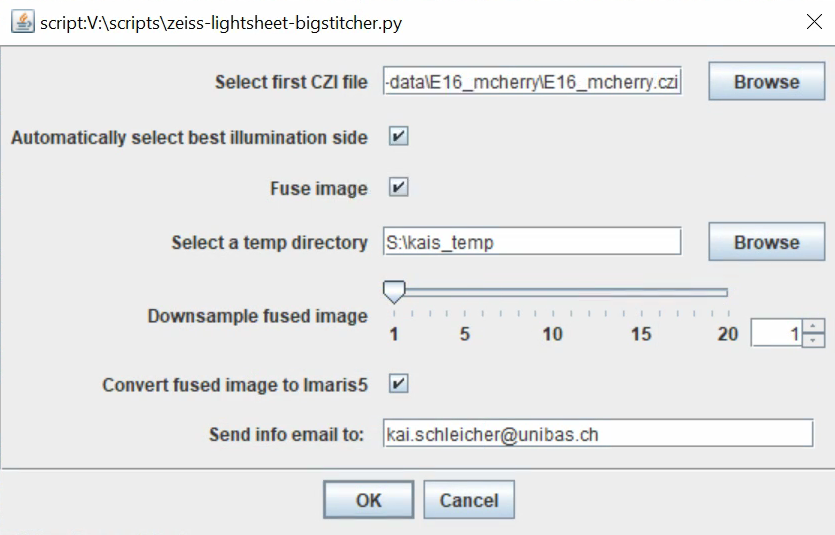 script:V:\scripts\zeiss-lightsheet-bigstitcher.py
Select first CZI file -data\E16_mcherry\E16_mcherry.czi Browse
Automatically select best illumination side
Fuse image
Select a temp directory S:\kais_temp Browse
Downsample fused image
1 5 10 15 20 1
Convert fused image to Imaris5
Send info email to: kai.schleicher@unibas.ch
OK Cancel